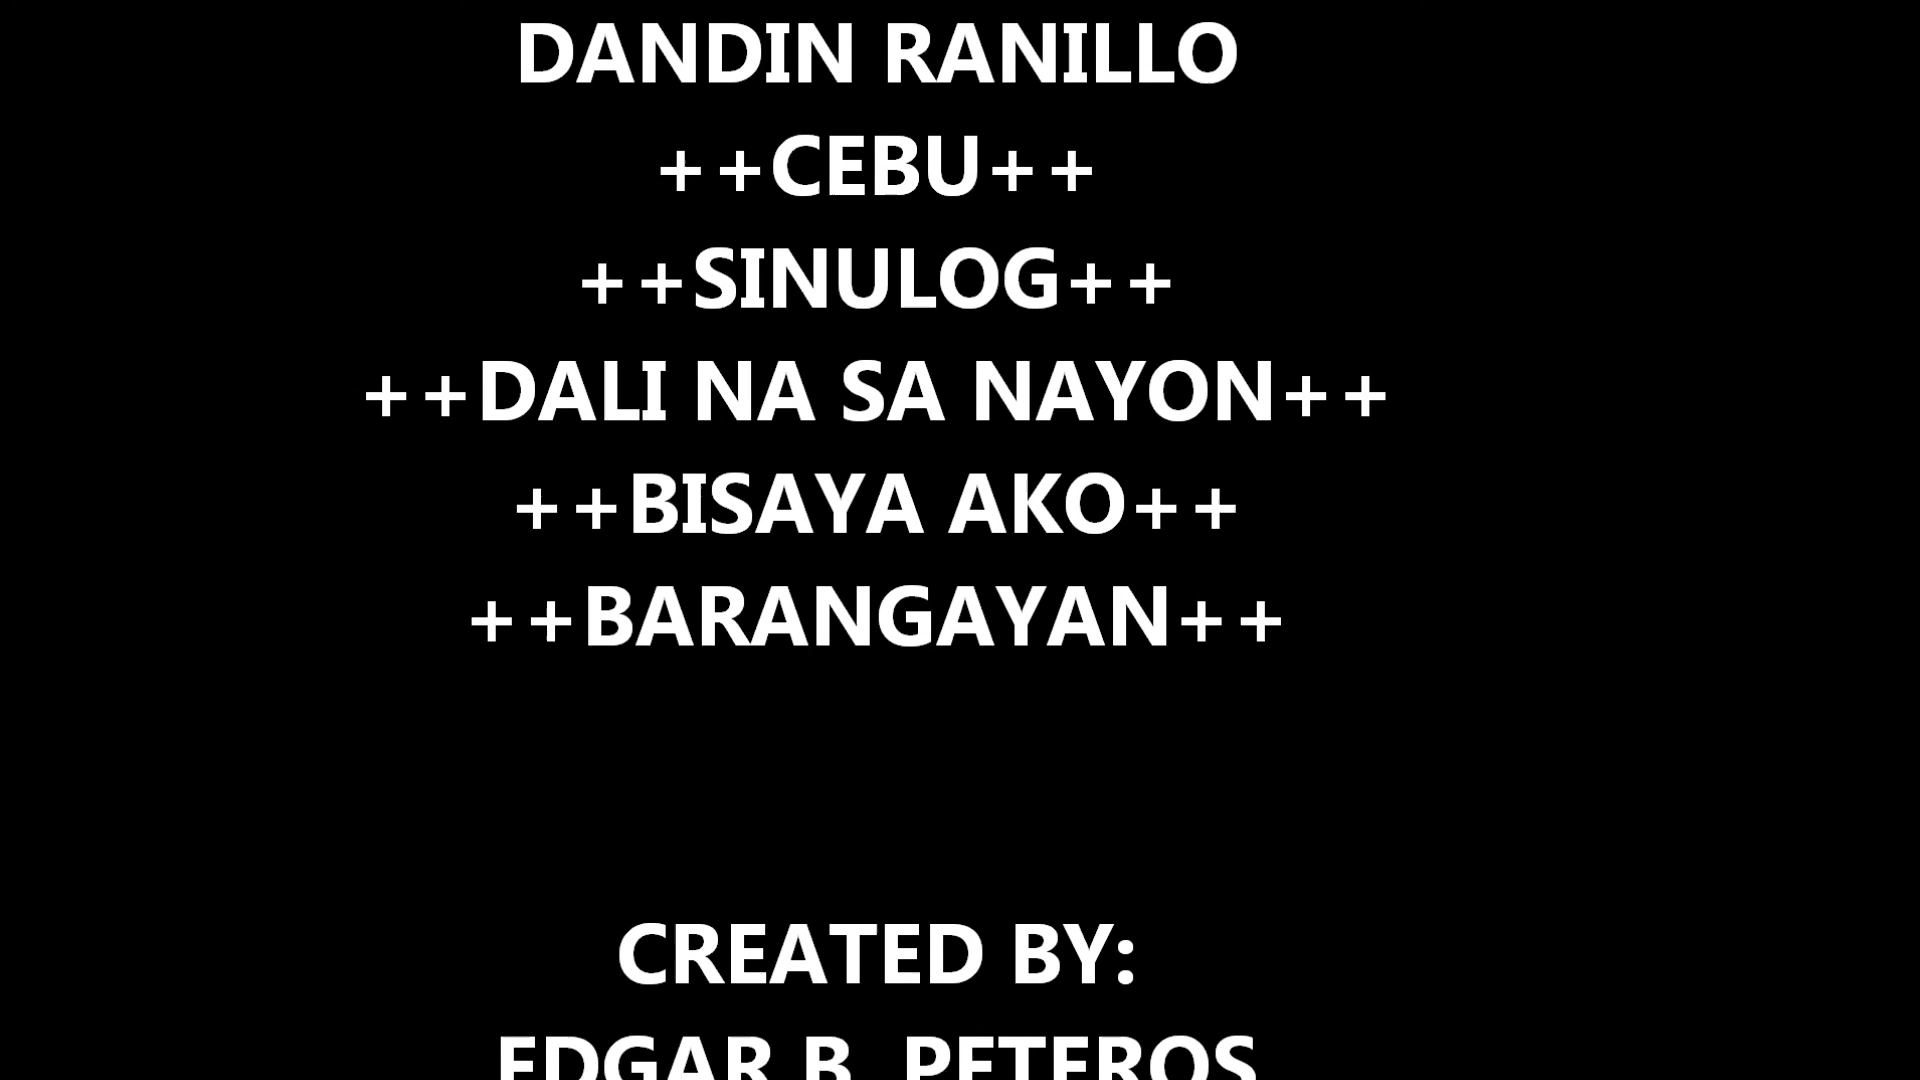 DANDIN RANILLO
++CEBU++
++SINULOG++
++DALI NA SA NAYON++
++BISAYA AKO++
++BARANGAYAN++
CREATED BY:
EDGAR B. PETEROS